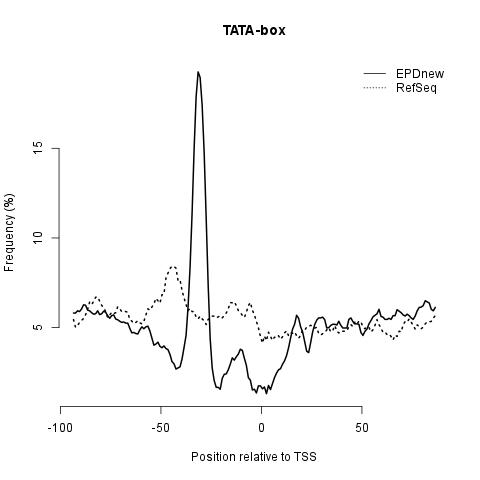 TATA-box
EPDnew
RefSeq
Frequency (%)
15
10
5
-100 -50 0 50
Position relative to TSS